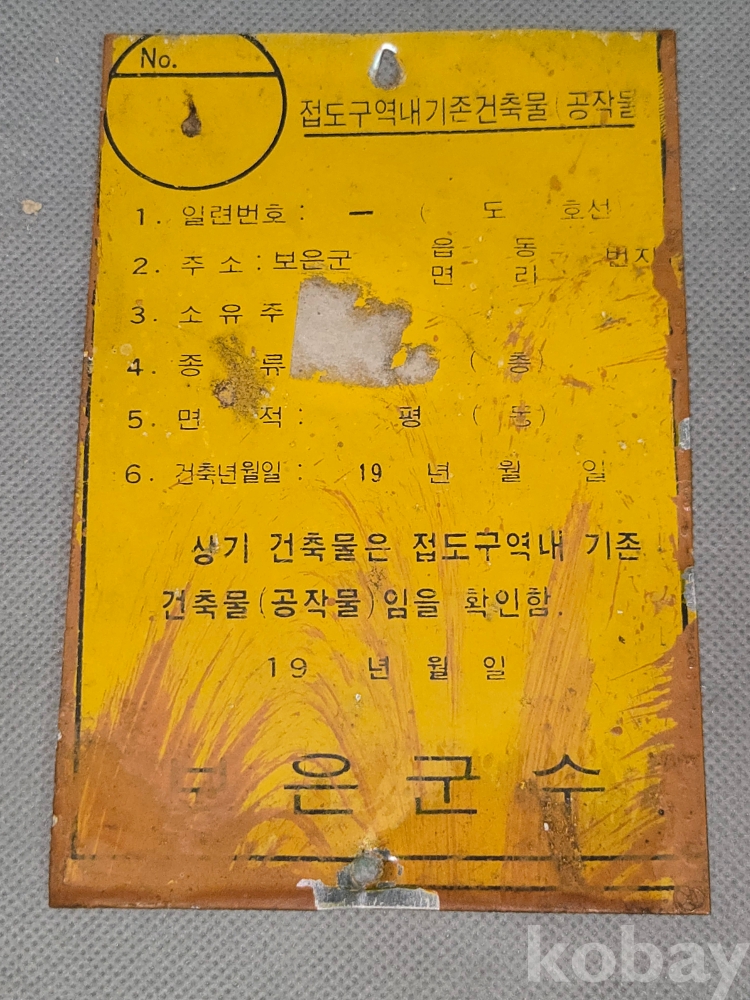 No.
접도구역내기존건축물(공작물
1. 일련번호: - ( 도 호선
2. 주소: 보은군 읍면 동리 번지
3. 소유주
4. 종 류 ( 층)
5. 면 적: 평 ( 동)
6. 건축년월일: 19 년 월 일
상기 건축물은 접도구역내 기존
건축물(공작물)임을 확인함.
19 년 월 일
보은군수
kobay